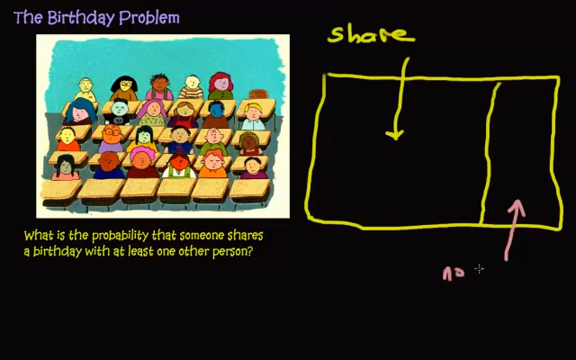 The Birthday Problem
share
What is the probability that someone shares
a birthday with at least one other person?
no